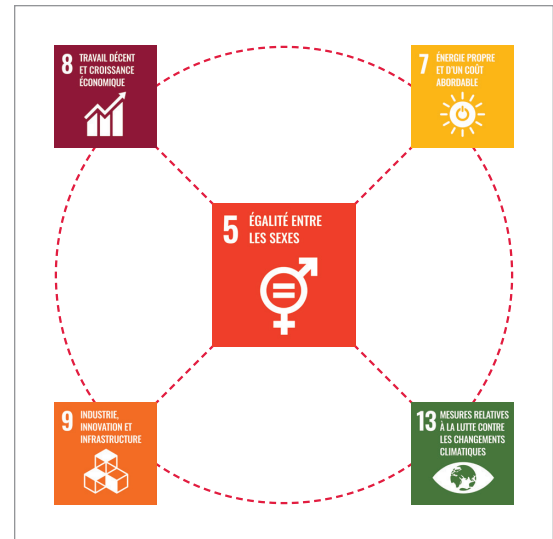 8 TRAVAIL DÉCENT
ET CROISSANCE
ÉCONOMIQUE
7 ÉNERGIE PROPRE
ET D'UN COÛT
ABORDABLE
5 ÉGALITÉ ENTRE
LES SEXES
9 INDUSTRIE,
INNOVATION ET
INFRASTRUCTURE
13 MESURES RELATIVES
À LA LUTTE CONTRE
LES CHANGEMENTS
CLIMATIQUES